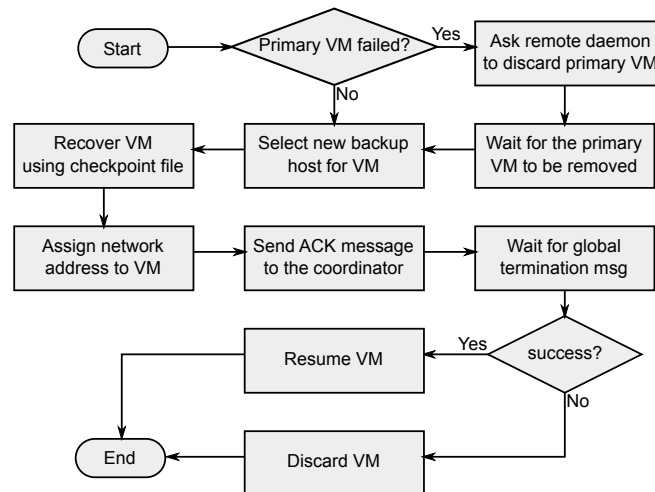 Start
Primary VM failed?
Yes
Ask remote daemon
to discard primary VM
No
Recover VM
using checkpoint file
Select new backup
host for VM
Wait for the primary
VM to be removed
Assign network
address to VM
Send ACK message
to the coordinator
Wait for global
termination msg
success?
Yes
Resume VM
No
End
Discard VM